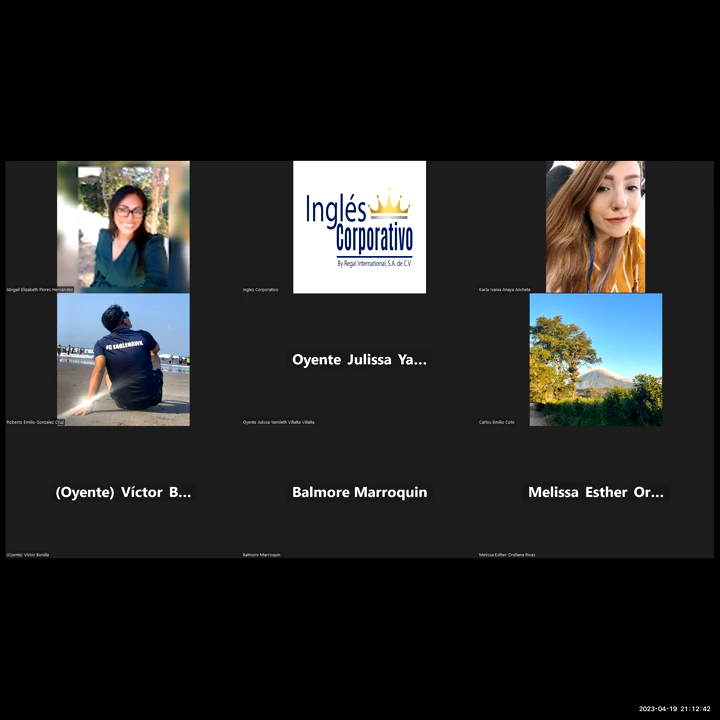 Inglés
Corporativo
By Regal International, S.A. de C.V.
Abigail Elizabeth Flores Hernandez
Inglés Corporativo
Karla Ivania Anaya Ancheta
FC EAGLEHAWK
Oyente Julissa Ya...
Roberto Emilio Gonzalez Cruz
Oyente Julissa Yamileth Villalta Villalta
Carlos Emilio Coto
(Oyente) Víctor B...
Balmore Marroquin
Melissa Esther Or...
(Oyente) Víctor Bonilla
Balmore Marroquin
Melissa Esther Orellana Rivas
2023-04-19 21:12:42